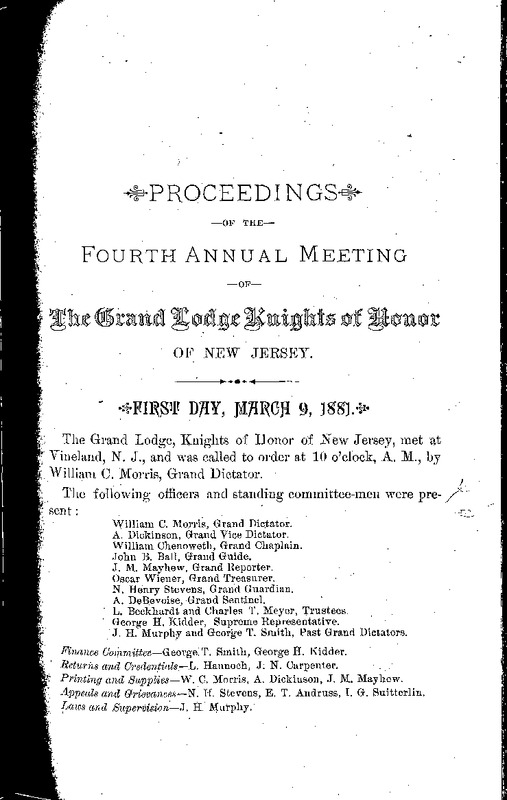 PROCEEDINGS
—OF THE—
FOURTH ANNUAL MEETING
—OF—
The Grand Lodge Knights of Honor
OF NEW JERSEY.
FIRST DAY, MARCH 9, 1881.
The Grand Lodge, Knights of Honor of New Jersey, met at
Vineland, N. J., and was called to order at 10 o'clock, A. M., by
William C. Morris, Grand Dictator.
The following officers and standing committee-men were pre-
sent :
William C. Morris, Grand Dictator.
A. Dickinson, Grand Vice Dictator.
William Chenoweth, Grand Chaplain.
John B. Ball, Grand Guide.
J. M. Mayhew, Grand Reporter.
Oscar Wiener, Grand Treasurer.
N. Henry Stevens, Grand Guardian.
A. DeBevoise, Grand Sentinel.
L. Beckhardt and Charles T. Meyer, Trustees.
George H. Kidder, Supreme Representative.
J. H. Murphy and George T. Smith, Past Grand Dictators.
Finance Committee—George T. Smith, George H. Kidder.
Returns and Credentials—L. Hannoch, J. N. Carpenter.
Printing and Supplies—W. C. Morris, A. Dickinson, J. M. Mayhew.
Appeals and Grievances—N. H. Stevens, E. T. Andruss, I. G. Suitterlin.
Laws and Supervision—J. H. Murphy.